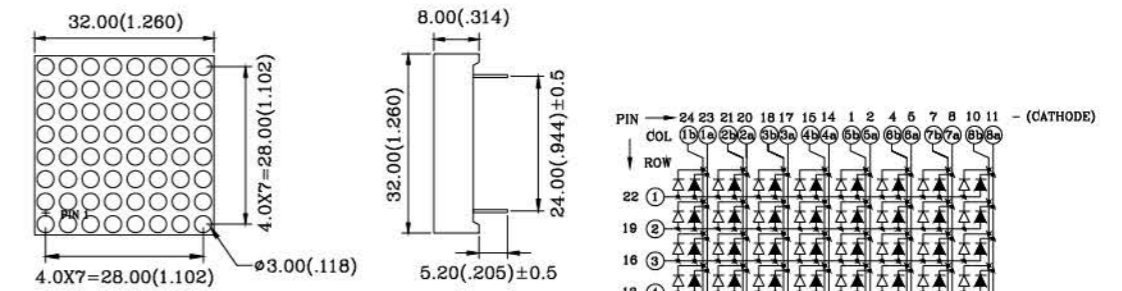 32.00(1.260)
4.0X7=28.00(1.102)
PIN 1
4.0X7=28.00(1.102)
ø3.00(.118)
8.00(.314)
32.00(1.260)
24.00(.944)±0.5
5.20(.205)±0.5
PIN 24 23 21 20 18 17 15 14 1 2 4 5 7 8 10 11 - (CATHODE)
COL 1b 1a 2b 2a 3b 3a 4b 4a 5b 5a 6b 6a 7b 7a 8b 8a
ROW
22 1
19 2
16 3